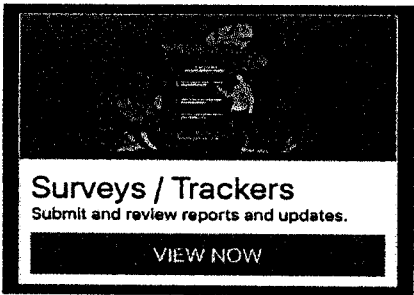 Surveys / Trackers
Submit and review reports and updates.
VIEW NOW